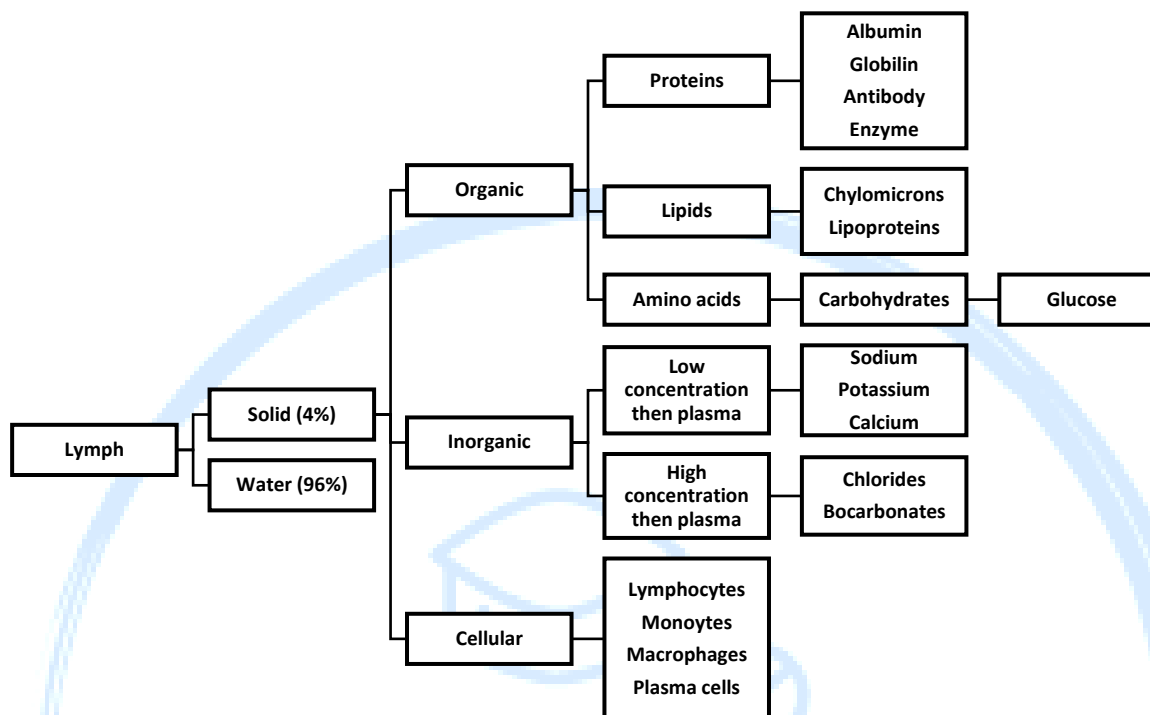 Lymph
Solid (4%)
Water (96%)
Organic
Proteins
Albumin
Globilin
Antibody
Enzyme
Lipids
Chylomicrons
Lipoproteins
Amino acids
Carbohydrates
Glucose
Inorganic
Low
concentration
then plasma
Sodium
Potassium
Calcium
High
concentration
then plasma
Chlorides
Bocarbonates
Cellular
Lymphocytes
Monoytes
Macrophages
Plasma cells